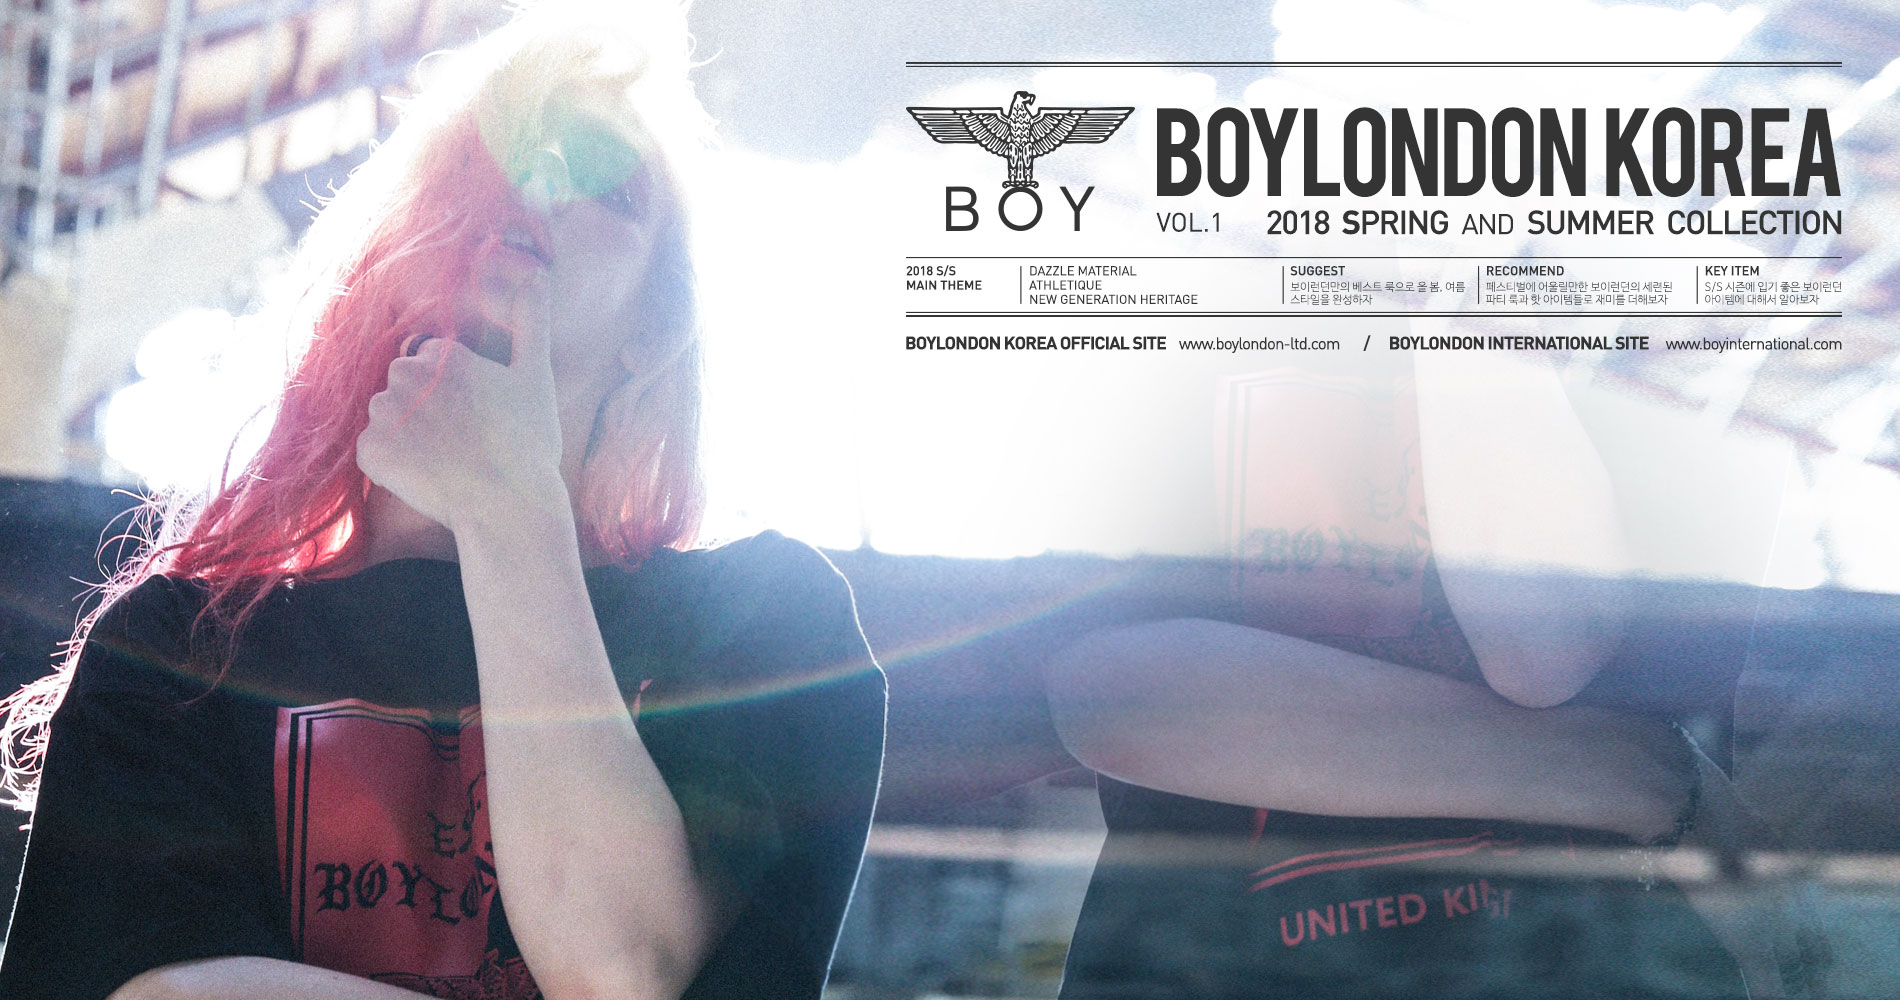 BOY
BOYLONDON KOREA
VOL.1 2018 SPRING AND SUMMER COLLECTION
2018 S/S
MAIN THEME
DAZZLE MATERIAL
ATHLETIQUE
NEW GENERATION HERITAGE
SUGGEST
보이런던만의 베스트 룩으로 올 봄, 여름
스타일을 완성하자
RECOMMEND
페스티벌에 어울릴만한 보이런던의 세련된
파티 룩과 핫 아이템들로 재미를 더해보자
KEY ITEM
S/S 시즌에 입기 좋은 보이런던
아이템에 대해서 알아보자
BOYLONDON KOREA OFFICIAL SITE www.boylondon-ltd.com / BOYLONDON INTERNATIONAL SITE www.boyinternational.com
BOYLO
BOYLO
UNITED KI